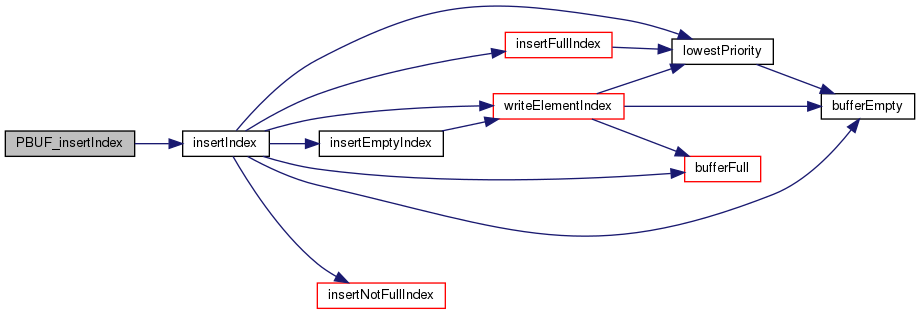 PBUF_insertIndex
insertIndex
insertFullIndex
writeElementIndex
insertEmptyIndex
insertNotFullIndex
lowestPriority
bufferFull
bufferEmpty